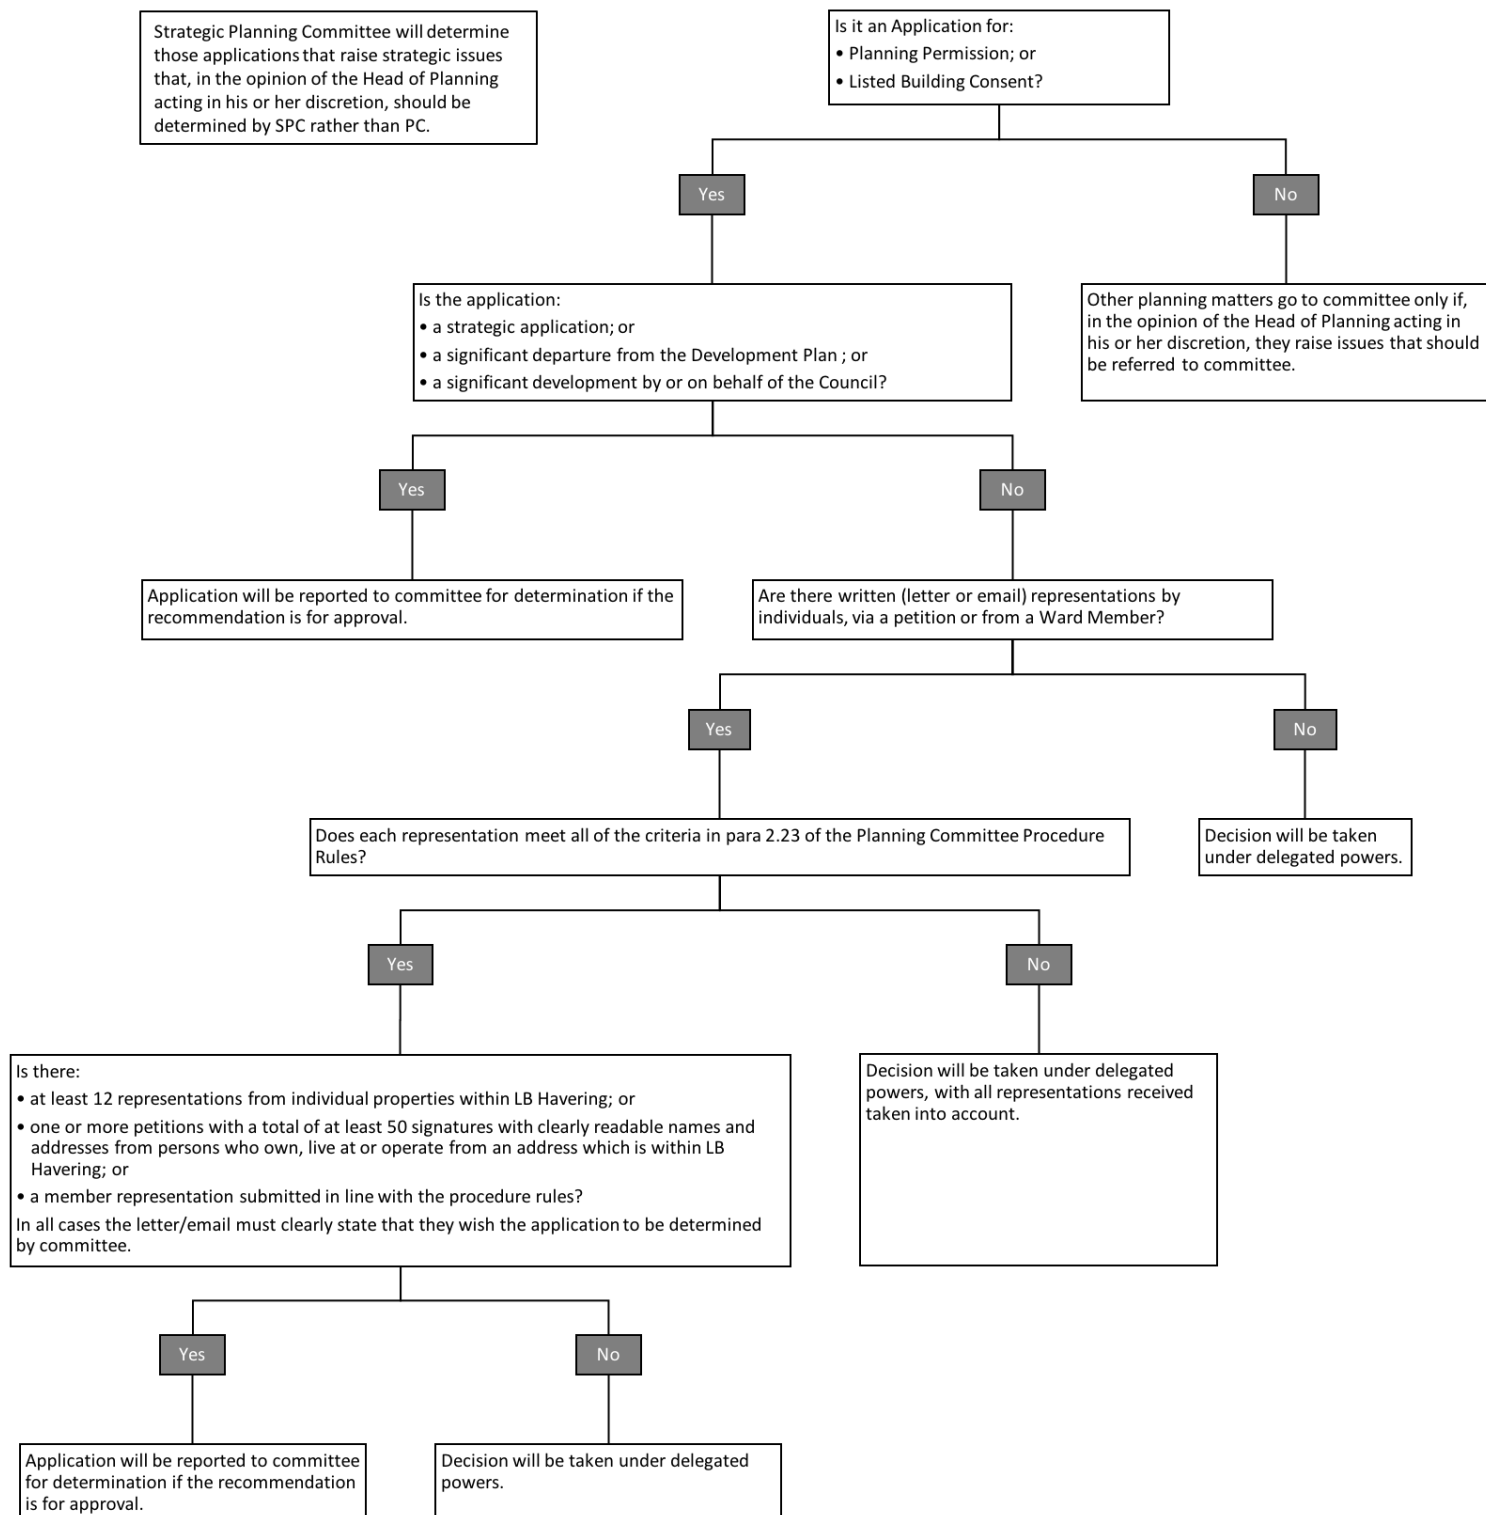 Strategic Planning Committee will determine
those applications that raise strategic issues
that, in the opinion of the Head of Planning
acting in his or her discretion, should be
determined by SPC rather than PC.
Is it an Application for:
• Planning Permission; or
• Listed Building Consent?
Yes
No
Is the application:
• a strategic application; or
• a significant departure from the Development Plan ; or
• a significant development by or on behalf of the Council?
Other planning matters go to committee only if,
in the opinion of the Head of Planning acting in
his or her discretion, they raise issues that should
be referred to committee.
Yes
No
Application will be reported to committee for determination if the
recommendation is for approval.
Are there written (letter or email) representations by
individuals, via a petition or from a Ward Member?
Yes
No
Does each representation meet all of the criteria in para 2.23 of the Planning Committee Procedure
Rules?
Decision will be taken
under delegated powers.
Yes
No
Is there:
• at least 12 representations from individual properties within LB Havering; or
• one or more petitions with a total of at least 50 signatures with clearly readable names and
addresses from persons who own, live at or operate from an address which is within LB
Havering; or
• a member representation submitted in line with the procedure rules?
In all cases the letter/email must clearly state that they wish the application to be determined
by committee.
Decision will be taken under delegated
powers, with all representations received
taken into account.
Yes
No
Application will be reported to committee
for determination if the recommendation
is for approval.
Decision will be taken under delegated
powers.